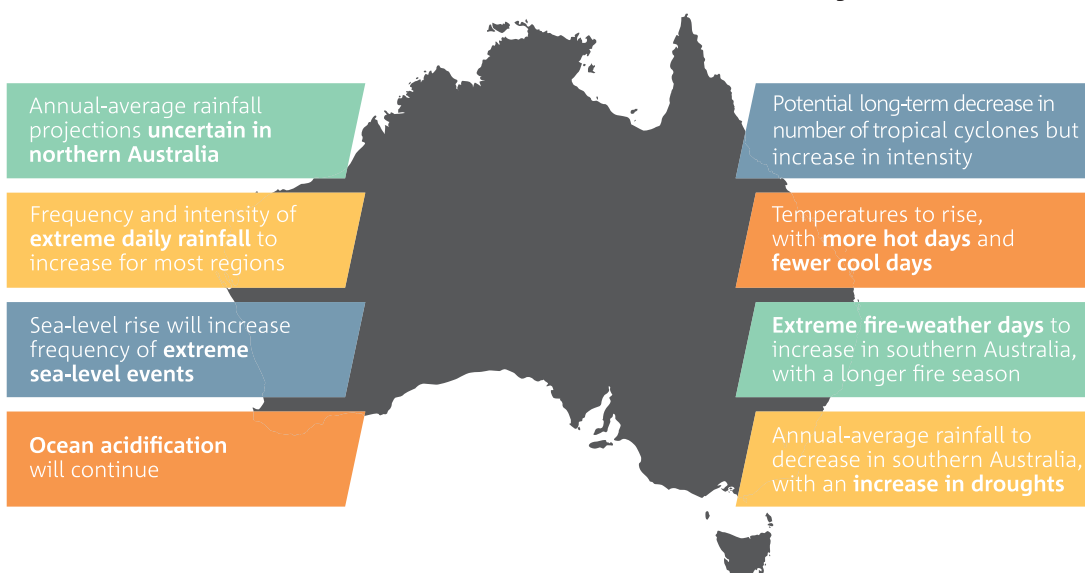 Annual-average rainfall
projections uncertain in
northern Australia
Frequency and intensity of
extreme daily rainfall to
increase for most regions
Sea-level rise will increase
frequency of extreme
sea-level events
Ocean acidification
will continue
Potential long-term decrease in
number of tropical cyclones but
increase in intensity
Temperatures to rise,
with more hot days and
fewer cool days
Extreme fire-weather days to
increase in southern Australia,
with a longer fire season
Annual-average rainfall to
decrease in southern Australia,
with an increase in droughts